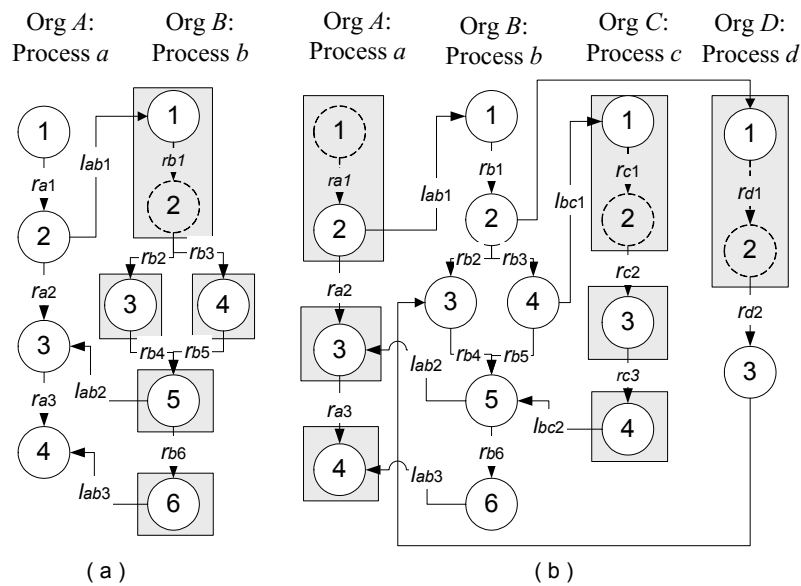 Org A: Org B: Org A: Org B: Org C: Org D:
Process a Process b Process a Process b Process c Process d
1 1 1 1 1 1
rb1 ra1 rb1 rc1 rd1
ra1 lab1 lab1 lbc1
2 2 2 2 2 2
rb2 rb3 rb2 rb3 rc2
ra2 ra2 rd2
3 4 3 4 3
3 3 3
rb4 rb5 rb4 rb5 rc3
lab2 lab2
5 5 4
ra3 ra3 lbc2
4 rb6 4 rb6
lab3 lab3
6 6
( a ) ( b )